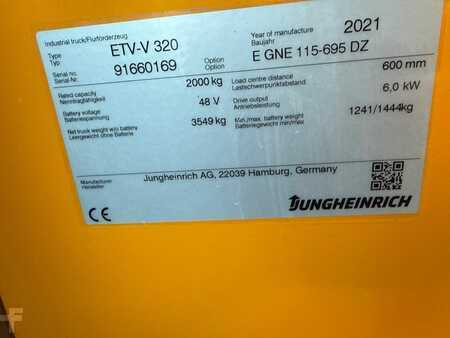 Industrial truck/Flurförderzeug
Type
Typ
ETV-V 320
Serial no.
Serial-Nr.
91660169
Option
Option
Year of manufacture
Baujahr
2021
E GNE 115-695 DZ
Rated capacity
Nenntragfähigkeit
2000 kg
Load centre distance
Lastschwerpunktabstand
600 mm
Battery voltage
Batteriespannung
48 V
Drive output
Antriebsleistung
6,0 kW
Net truck weight w/o battery
Leergewicht ohne Batterie
3549 kg
Min./max. battery weight
Batteriegewicht min/max
1241/1444kg
Manufacturer
Hersteller
Jungheinrich AG, 22039 Hamburg, Germany
CE
JUNGHEINRICH